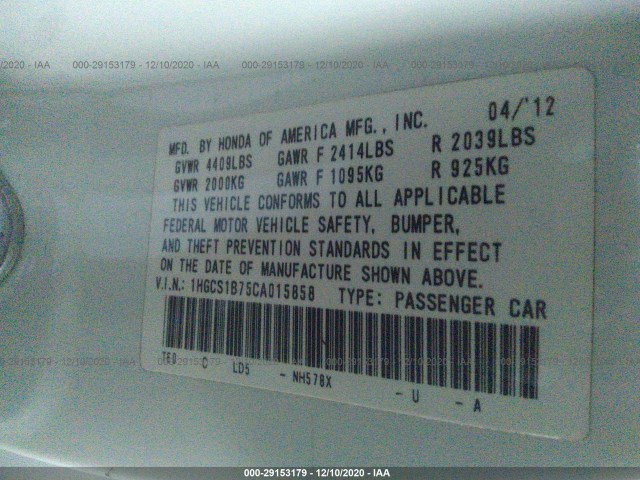 000-29153179 - 12/10/2020 - IAA
04/'12
MFD. BY HONDA OF AMERICA MFG., INC.
GVWR 4409LBS GAWR F 2414LBS R 2039LBS
GVWR 2000KG GAWR F 1095KG R 925KG
THIS VEHICLE CONFORMS TO ALL APPLICABLE
FEDERAL MOTOR VEHICLE SAFETY, BUMPER,
AND THEFT PREVENTION STANDARDS IN EFFECT
ON THE DATE OF MANUFACTURE SHOWN ABOVE.
V.I.N.: 1HGCS1B75CA015858 TYPE: PASSENGER CAR
LD5 - NH578X - U - A
000-29153179 - 12/10/2020 - IAA